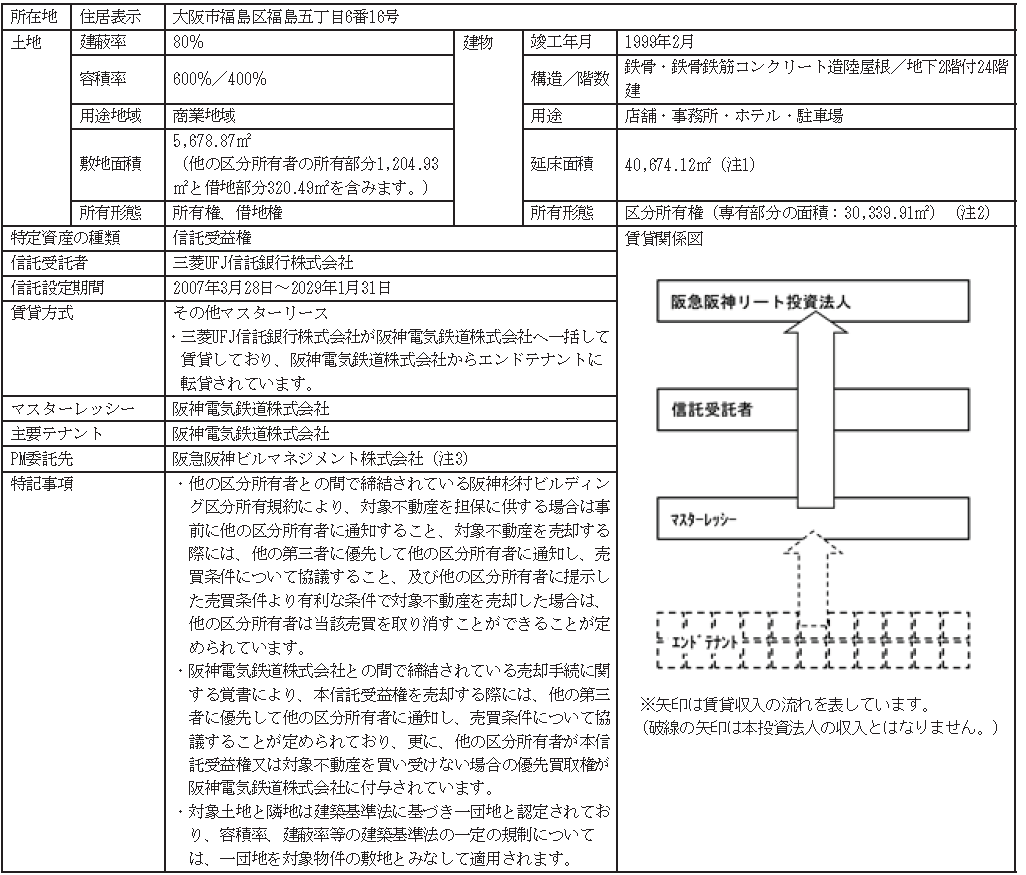 所在地 住居表示 大阪市福島区福島五丁目6番16号
土地 建蔽率 80% 建物 竣工年月 1999年2月
容積率 600%／400% 構造／階数 鉄骨・鉄骨鉄筋コンクリート造陸屋根／地下2階付24階
建
用途地域 商業地域 用途 店舗・事務所・ホテル・駐車場
敷地面積 5,678.87㎡
（他の区分所有者の所有部分1,204.93
㎡と借地部分320.49㎡を含みます。）
延床面積 40,674.12㎡（注1）
所有形態 所有権、借地権 所有形態 区分所有権（専有部分の面積：30,339.91㎡）（注2）
特定資産の種類 信託受益権
信託受託者 三菱UFJ信託銀行株式会社
信託設定期間 2007年3月28日～2029年1月31日
賃貸方式 その他マスターリース
・三菱UFJ信託銀行株式会社が阪神電気鉄道株式会社へ一括して
賃貸しており、阪神電気鉄道株式会社からエンドテナントに
転貸されています。
マスターレッシー 阪神電気鉄道株式会社
主要テナント 阪神電気鉄道株式会社
PM委託先 阪急阪神ビルマネジメント株式会社（注3）
特記事項 ・他の区分所有者との間で締結されている阪神杉村ビルディン
グ区分所有規約により、対象不動産を担保に供する場合は事
前に他の区分所有者に通知すること、対象不動産を売却する
際には、他の第三者に優先して他の区分所有者に通知し、売
買条件について協議すること、及び他の区分所有者に提示し
た売買条件より有利な条件で対象不動産を売却した場合は、
他の区分所有者は当該売買を取り消すことができることが定
められています。
・阪神電気鉄道株式会社との間で締結されている売却手続に関
する覚書により、本信託受益権を売却する際には、他の第三
者に優先して他の区分所有者に通知し、売買条件について協
議することが定められており、更に、他の区分所有者が本信
託受益権又は対象不動産を買い受けない場合の優先買取権が
阪神電気鉄道株式会社に付与されています。
・対象土地と隣地は建築基準法に基づき一団地と認定されてお
り、容積率、建蔽率等の建築基準法の一定の規制について
は、一団地を対象物件の敷地とみなして適用されます。
賃貸関係図
阪急阪神リート投資法人
信託受託者
マスターレッシー
エンドテナント
※矢印は賃貸収入の流れを表しています。
（破線の矢印は本投資法人の収入とはなりません。）